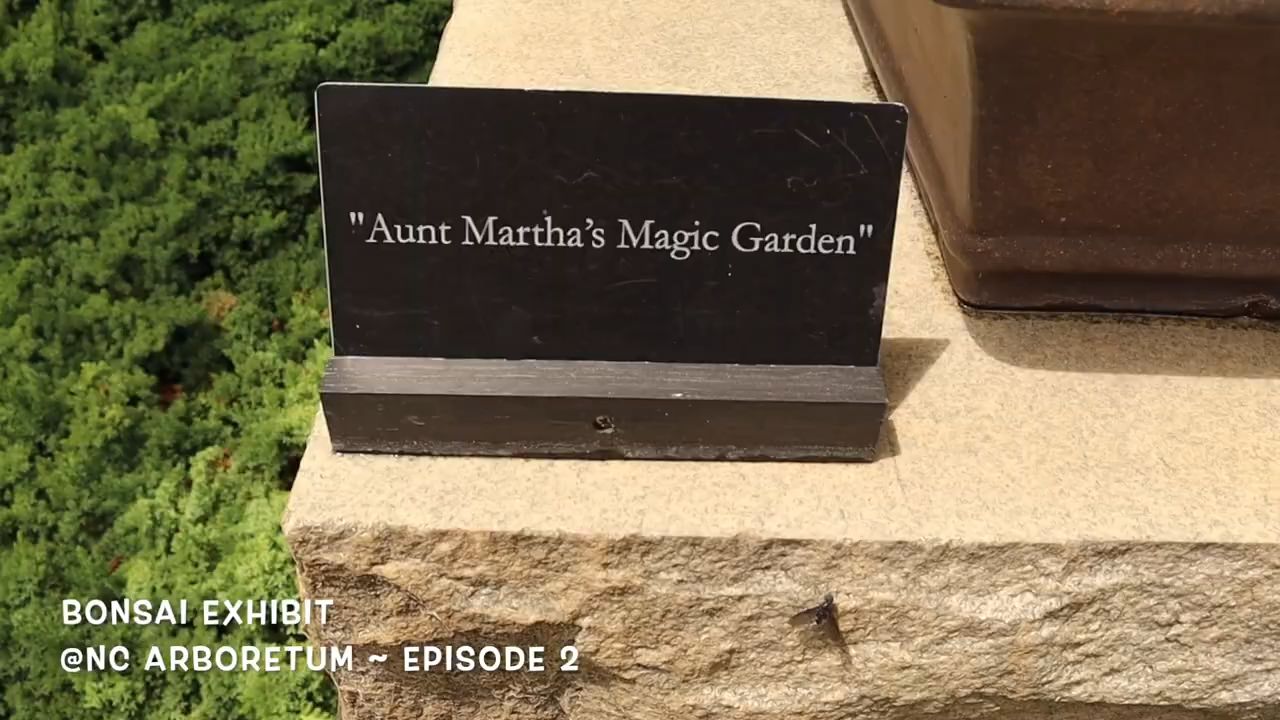 "Aunt Martha’s Magic Garden"
BONSAI EXHIBIT
@NC ARBORETUM ~ EPISODE 2